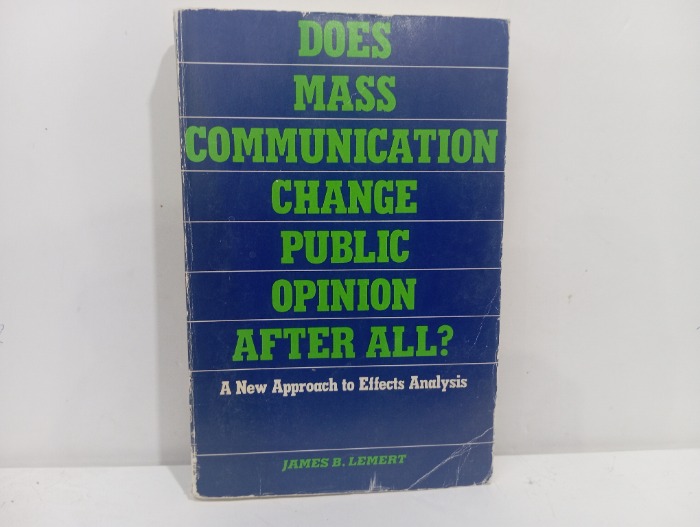 DOES
MASS
COMMUNICATION
CHANGE
PUBLIC
OPINION
AFTER ALL?
A New Approach to Effects Analysis
JAMES B. LEMERT